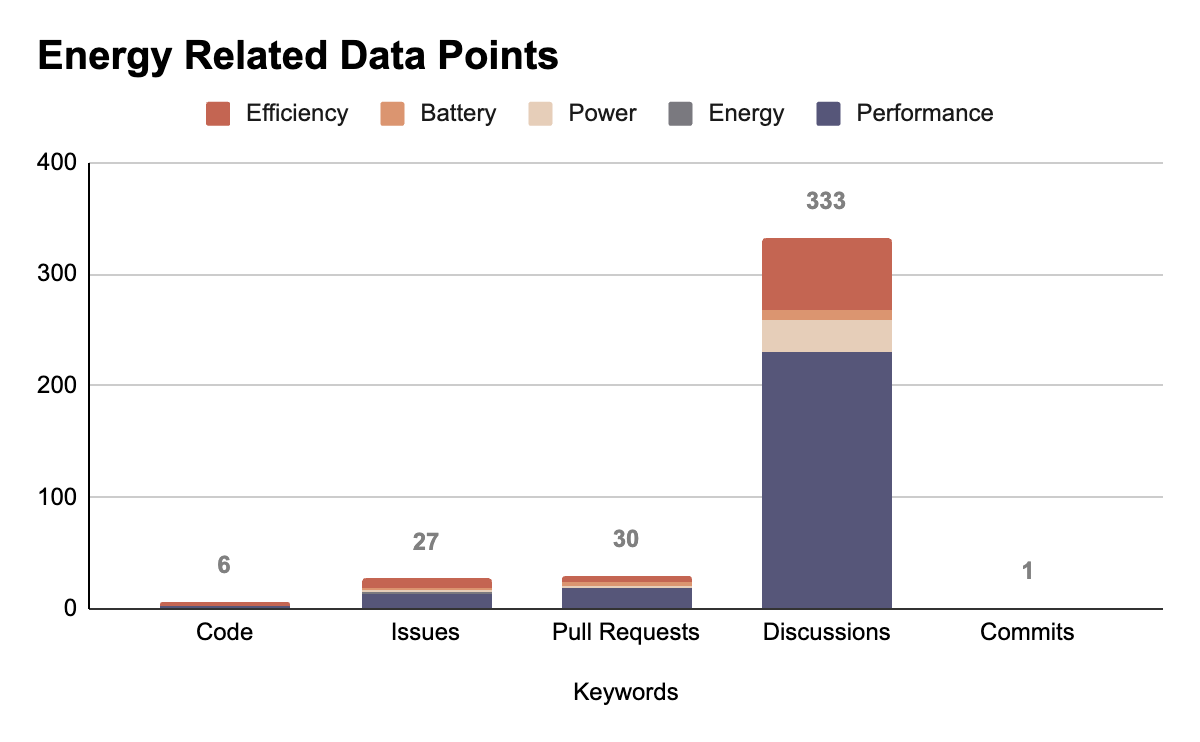 Energy Related Data Points
Efficiency Battery Power Energy Performance
400
300
200
100
0
6
27
30
333
1
Code Issues Pull Requests Discussions Commits
Keywords